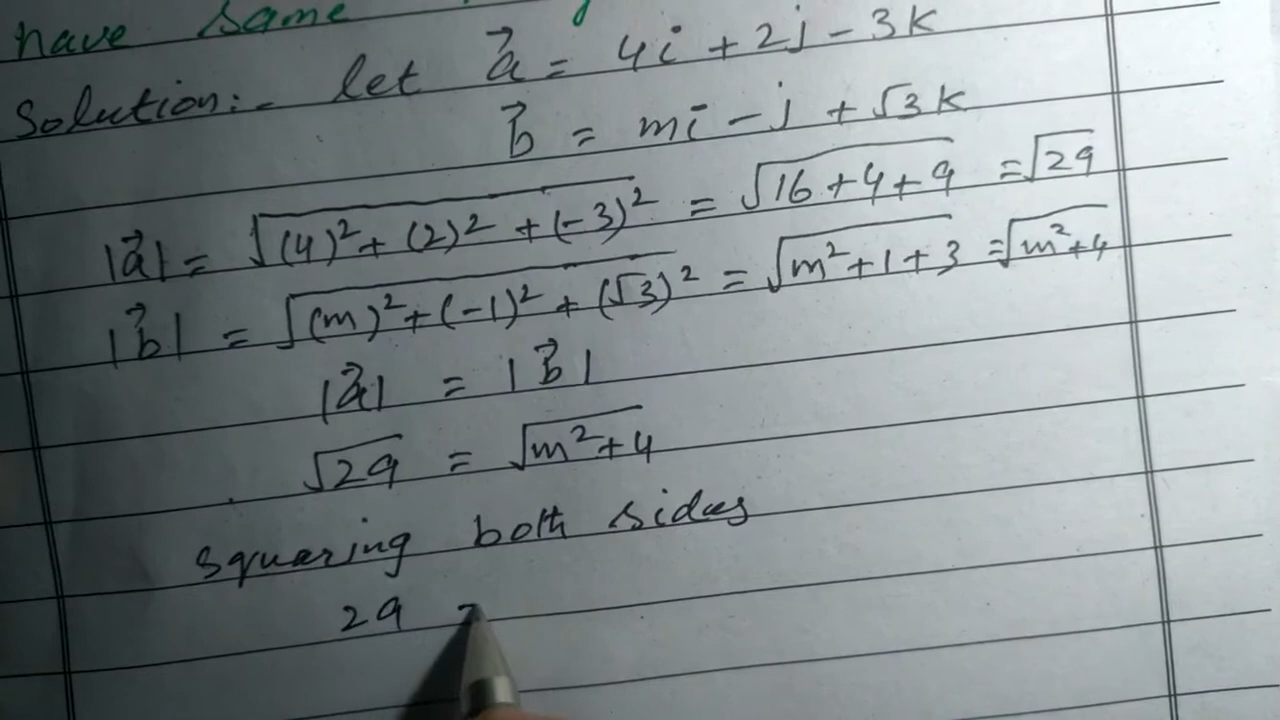 have same
Solution:- let a⃗ = 4i + 2j - 3k
b⃗ = mi - j + √3k
|a⃗| = √(4)² + (2)² + (-3)² = √16+4+9 = √29
|b⃗| = √(m)² + (-1)² + (√3)² = √m²+1+3 = √m²+4
|a⃗| = |b⃗|
√29 = √m²+4
Squaring both sides
29 =